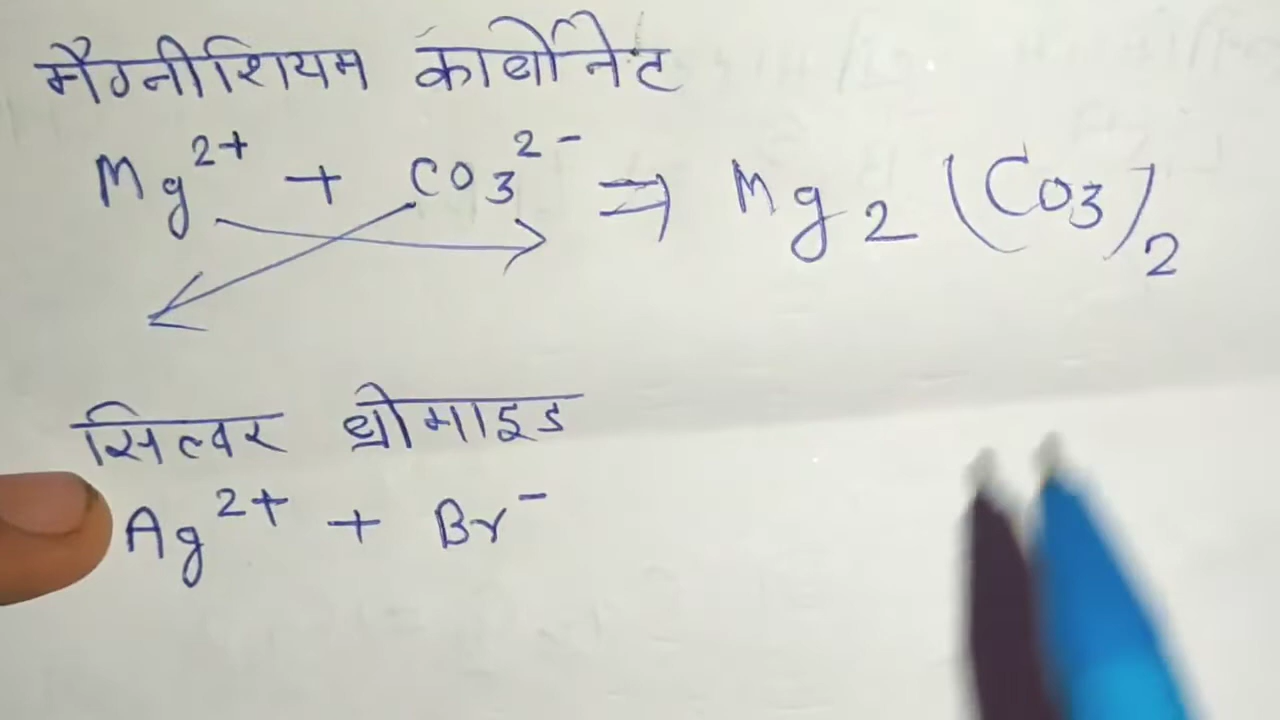 मैग्नीशियम कार्बोनेट
Mg²⁺ + CO₃²⁻ ⇒ Mg₂(CO₃)₂
सिल्वर ब्रोमाइड
Ag²⁺ + Br⁻